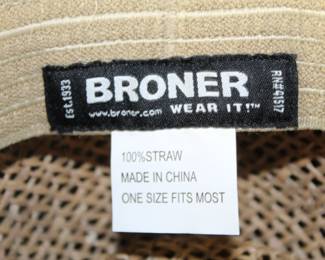 Est.1933
BRONER
www.broner.com WEAR IT!™
RN#41517
100%STRAW
MADE IN CHINA
ONE SIZE FITS MOST